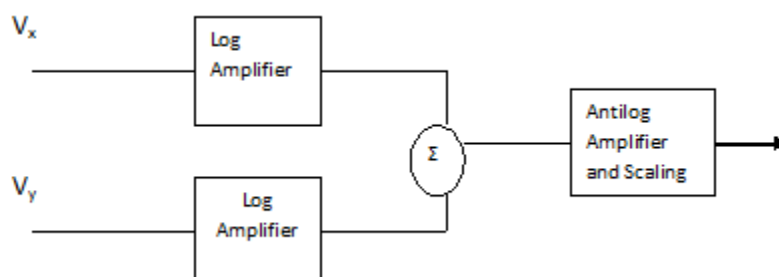 Vx
Log
Amplifier
Σ
Antilog
Amplifier
and Scaling
Vy
Log
Amplifier